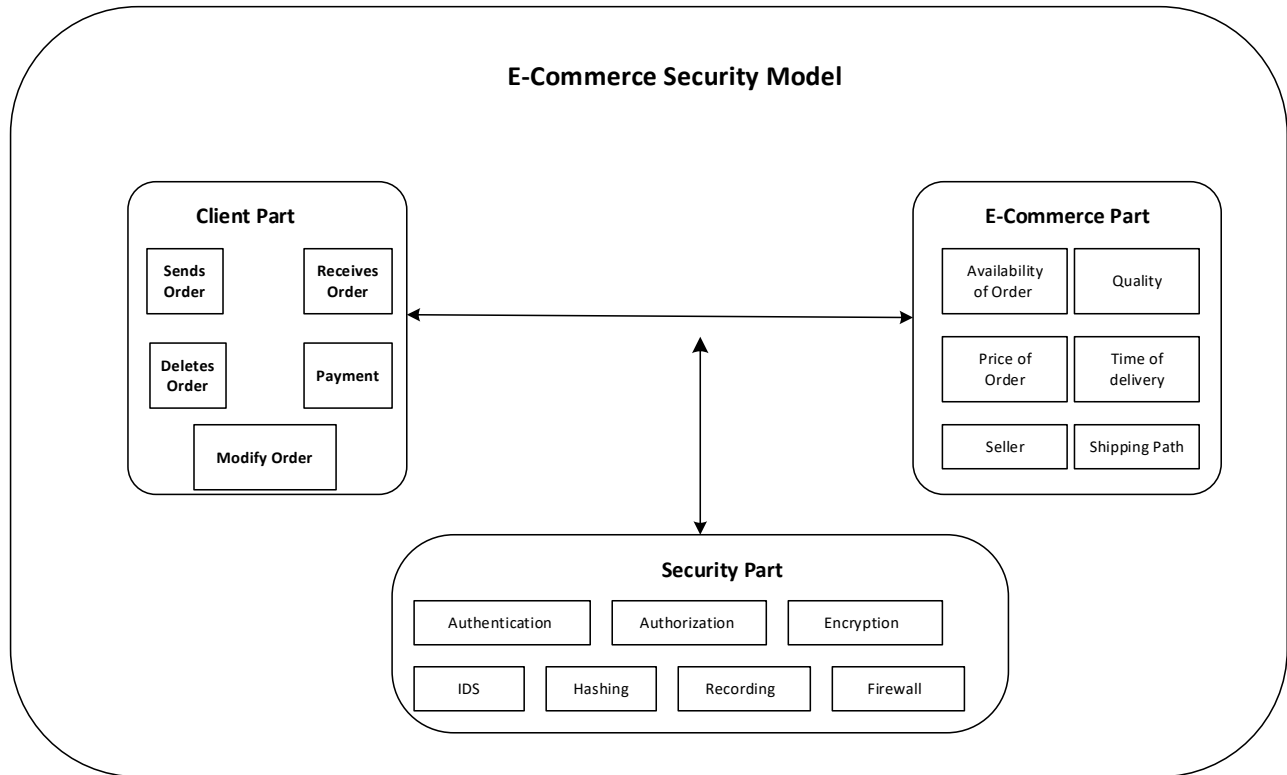 E-Commerce Security Model
Client Part
Sends
Order
Receives
Order
Deletes
Order
Payment
Modify Order
E-Commerce Part
Availability
of Order
Quality
Price of
Order
Time of
delivery
Seller
Shipping Path
Security Part
Authentication
Authorization
Encryption
IDS
Hashing
Recording
Firewall